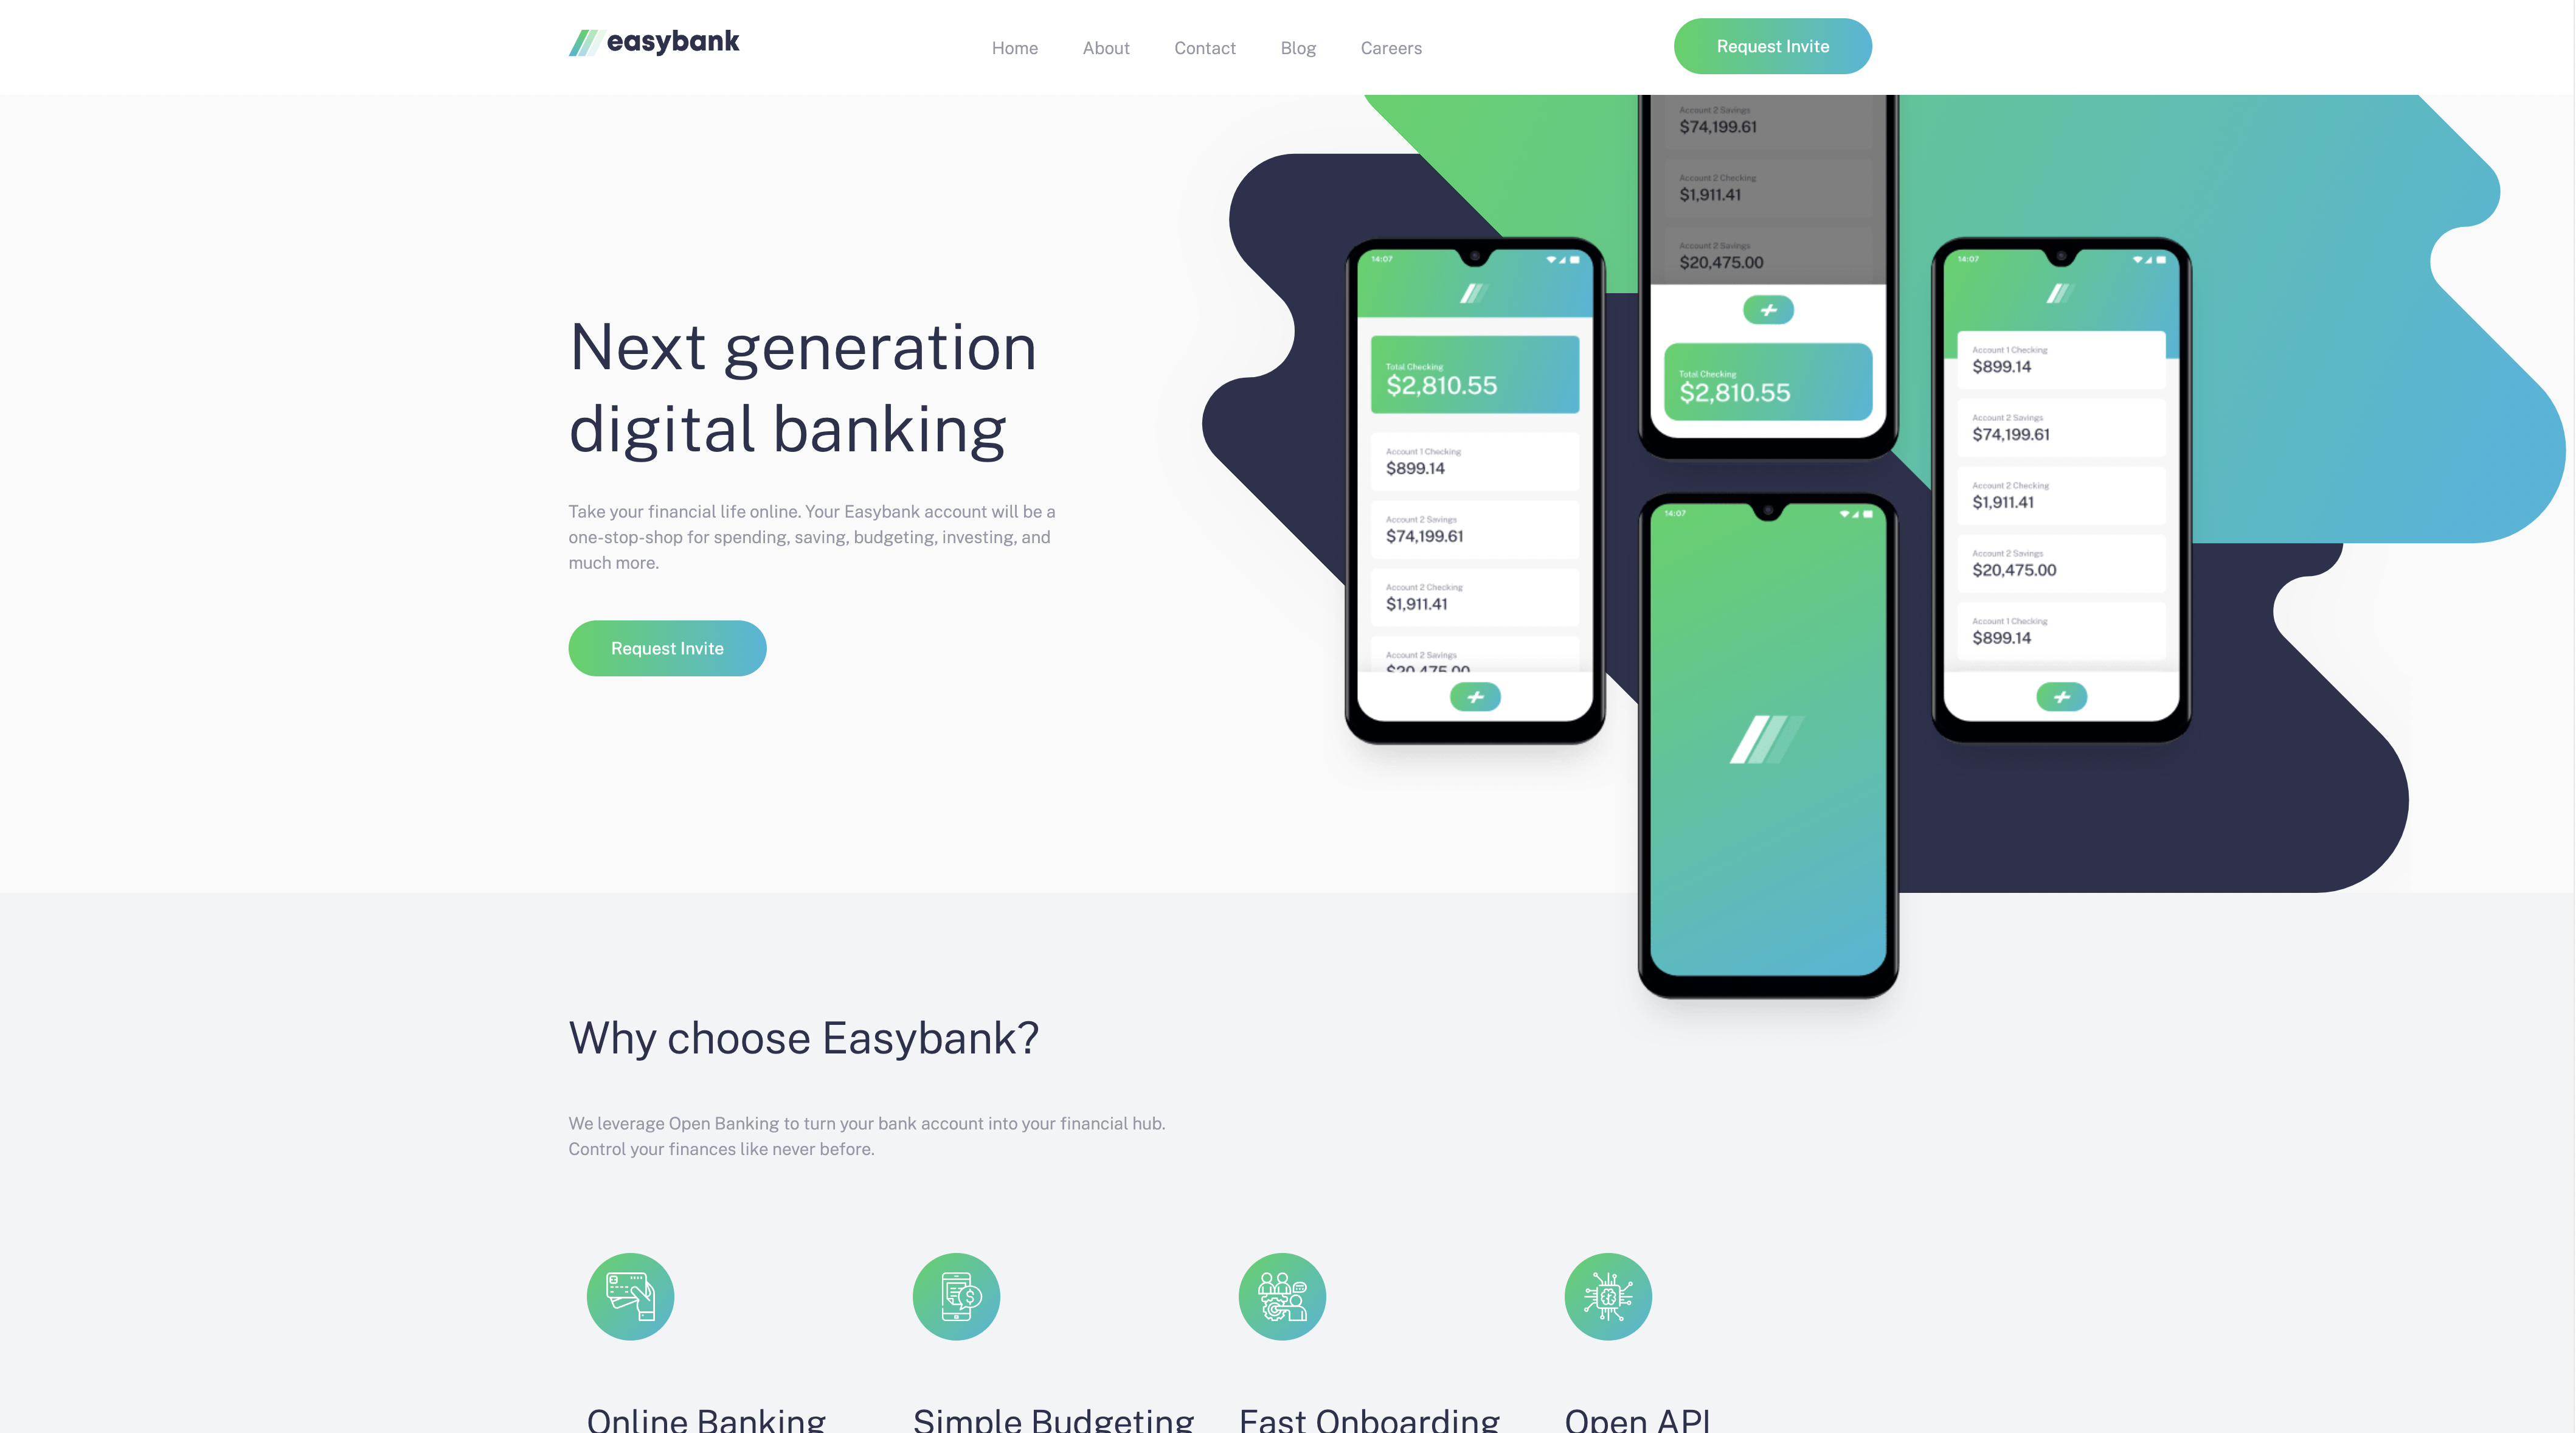 easybank
Home
About
Contact
Blog
Careers
Request Invite
Next generation
digital banking
Take your financial life online. Your Easybank account will be a
one-stop-shop for spending, saving, budgeting, investing, and
much more.
Request Invite
14:07
Total Checking
$2,810.55
Account 1 Checking
$899.14
Account 2 Savings
$74,199.61
Account 2 Checking
$1,911.41
Account 2 Savings
$20,475.00
Account 2 Savings
$74,199.61
Account 2 Checking
$1,911.41
Account 2 Savings
$20,475.00
Total Checking
$2,810.55
14:07
14:07
Account 1 Checking
$899.14
Account 2 Savings
$74,199.61
Account 2 Checking
$1,911.41
Account 2 Savings
$20,475.00
Account 1 Checking
$899.14
Why choose Easybank?
We leverage Open Banking to turn your bank account into your financial hub.
Control your finances like never before.
Online Banking
Simple Budgeting
Fast Onboarding
Open API